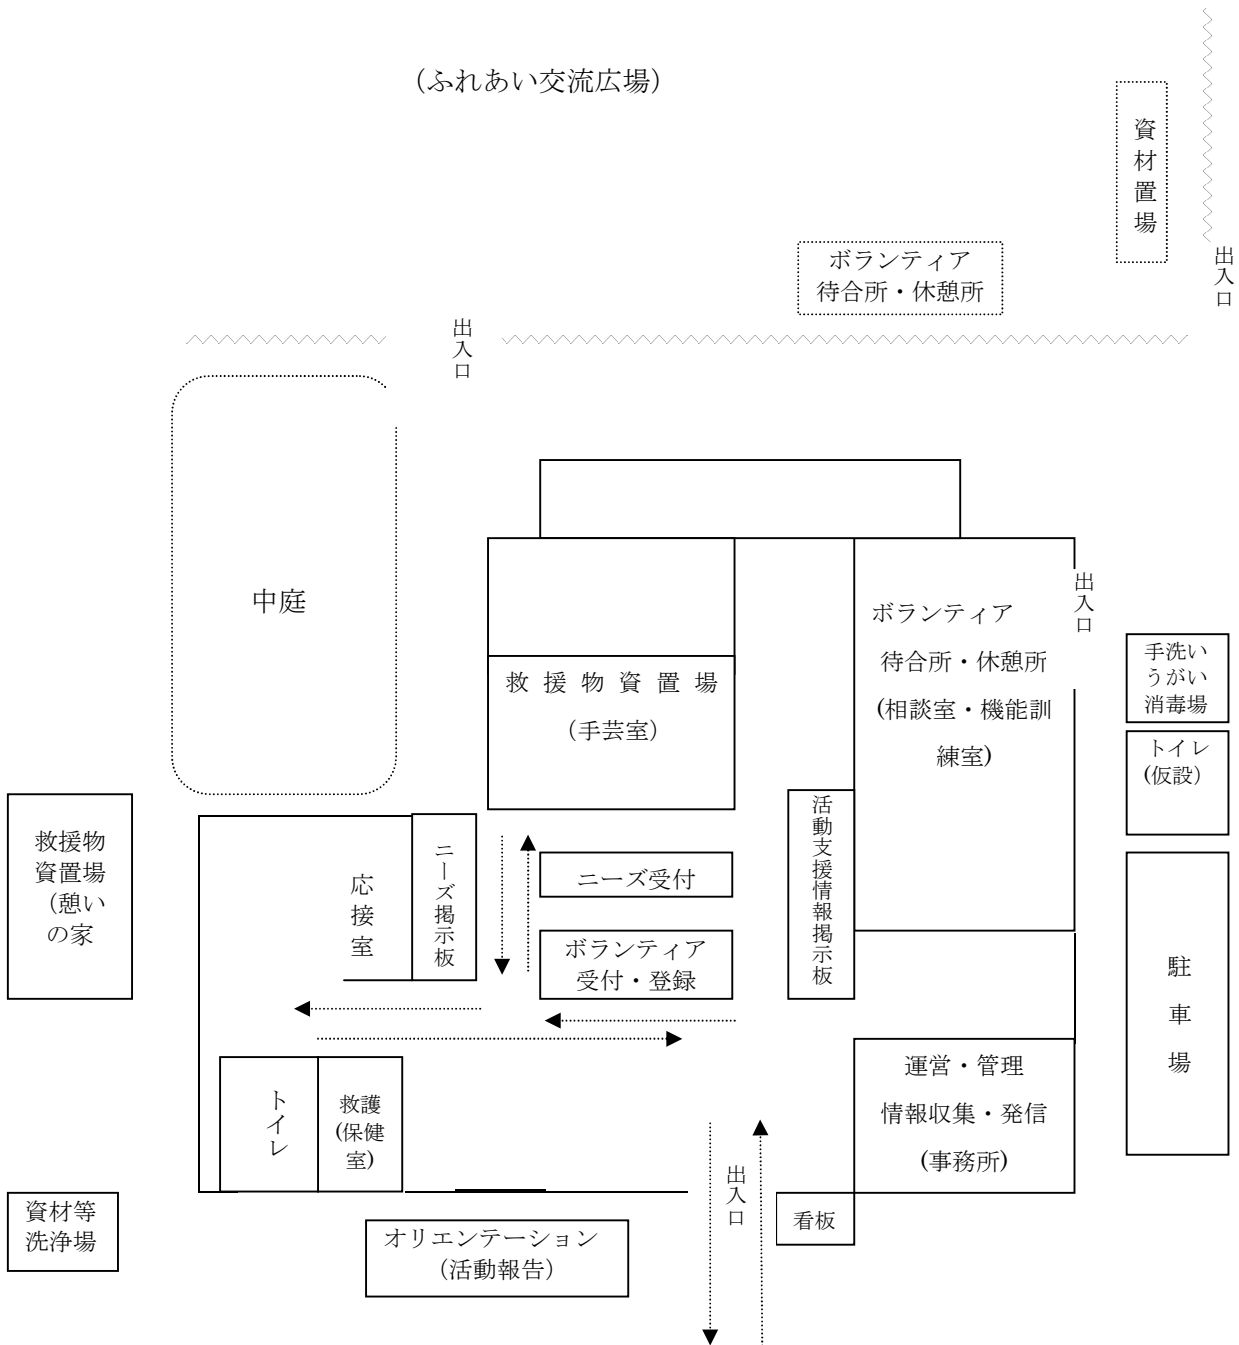 （ふれあい交流広場）
資材置場
出入口
ボランティア
待合所・休憩所
出入口
中庭
出入口
ボランティア
待合所・休憩所
(相談室・機能訓
練室)
救援物資置場
（手芸室）
手洗い
うがい
消毒場
トイレ
(仮設）
救援物
資置場
（憩い
の家
応接室
ニーズ掲示板
ニーズ受付
ボランティア
受付・登録
活動支援情報掲示板
駐車場
トイレ
救護
(保健
室)
運営・管理
情報収集・発信
(事務所)
出入口
看板
資材等
洗浄場
オリエンテーション
（活動報告）